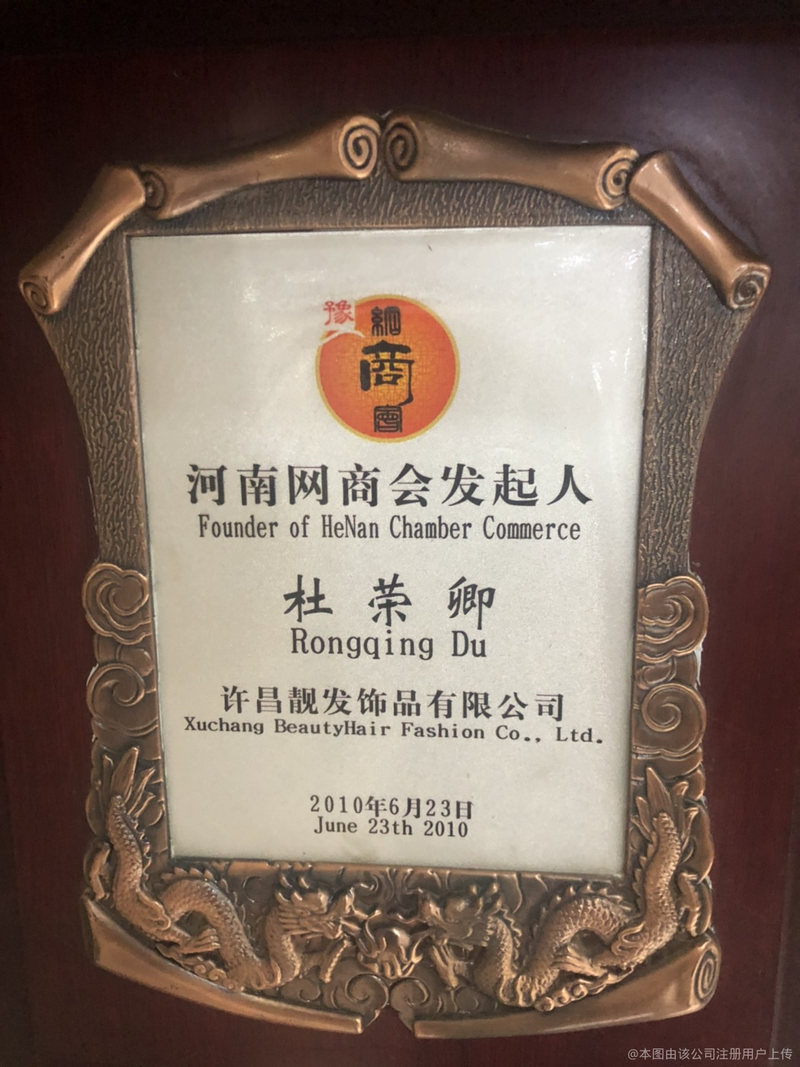 豫
網
商
會
河南网商会发起人
Founder of HeNan Chamber Commerce
杜荣卿
Rongqing Du
许昌靓发饰品有限公司
Xuchang BeautyHair Fashion Co., Ltd.
2010年6月23日
June 23th 2010
@本图由该公司注册用户上传